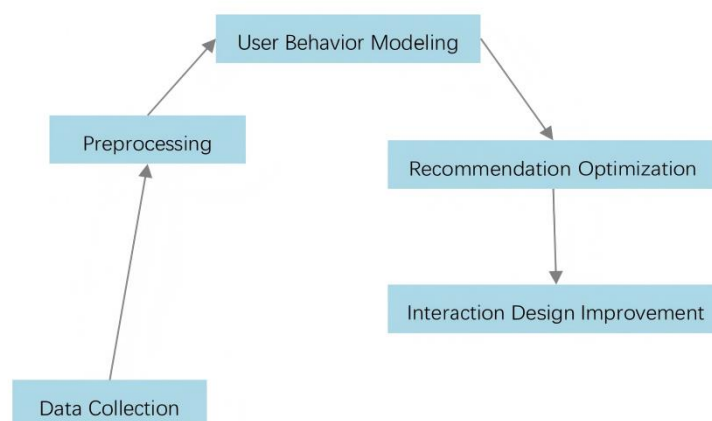 User Behavior Modeling
Preprocessing
Recommendation Optimization
Interaction Design Improvement
Data Collection